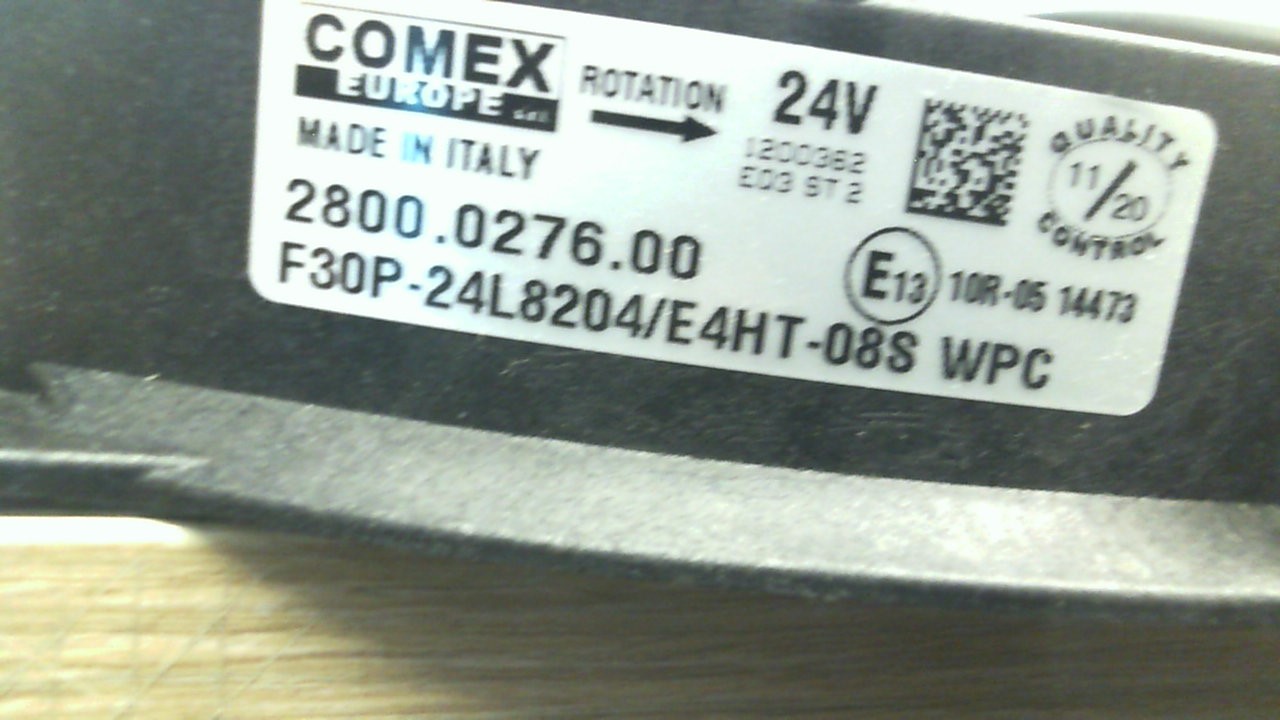 COMEX
EUROPE srl
MADE IN ITALY
ROTATION
24V
1200362
E03 ST 2
QUALITY
11/20
CONTROL
2800.0276.00
E13 10R-05 14473
F30P-24L8204/E4HT-08S WPC